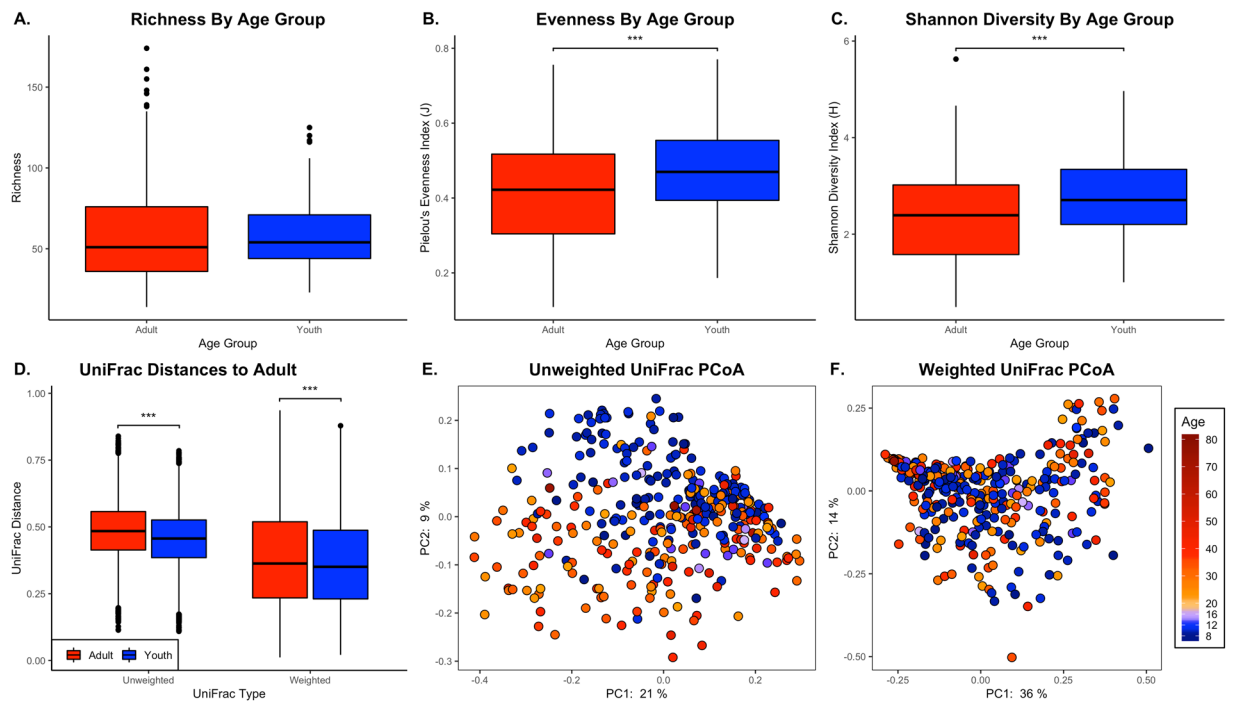 A. Richness By Age Group
150
100
50
Richness
Adult Youth
Age Group
B. Evenness By Age Group
***
0.8
0.6
0.4
0.2
Pielou's Evenness Index (J)
Adult Youth
Age Group
C. Shannon Diversity By Age Group
***
6
4
2
Shannon Diversity Index (H)
Adult Youth
Age Group
D. UniFrac Distances to Adult
*** ***
1.00
0.75
0.50
0.25
0.00
UniFrac Distance
Adult Youth
Unweighted Weighted
UniFrac Type
E. Unweighted UniFrac PCoA
0.2
0.1
0.0
-0.1
-0.2
-0.3
PC2: 9 %
-0.4 -0.2 0.0 0.2
PC1: 21 %
F. Weighted UniFrac PCoA
0.25
0.00
-0.25
-0.50
PC2: 14 %
-0.25 0.00 0.25 0.50
PC1: 36 %
Age
80
70
60
50
40
30
20
16
12
8